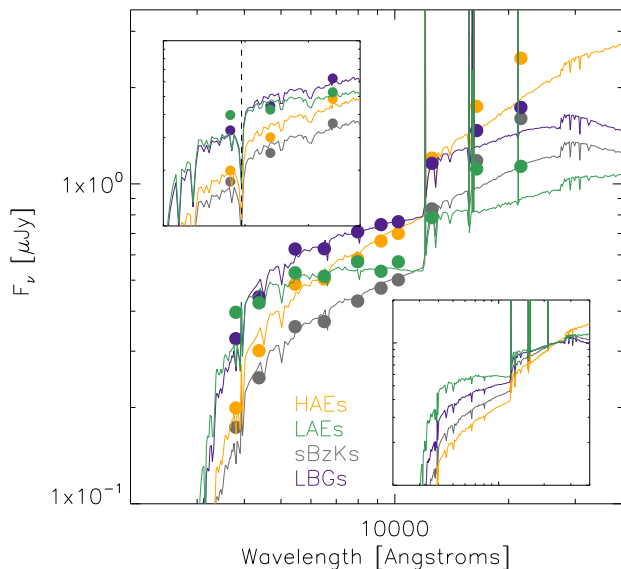 1x10⁰
F_ν [μJy]
HAEs
LAEs
sBzKs
LBGs
1x10⁻¹
10000
Wavelength [Angstroms]